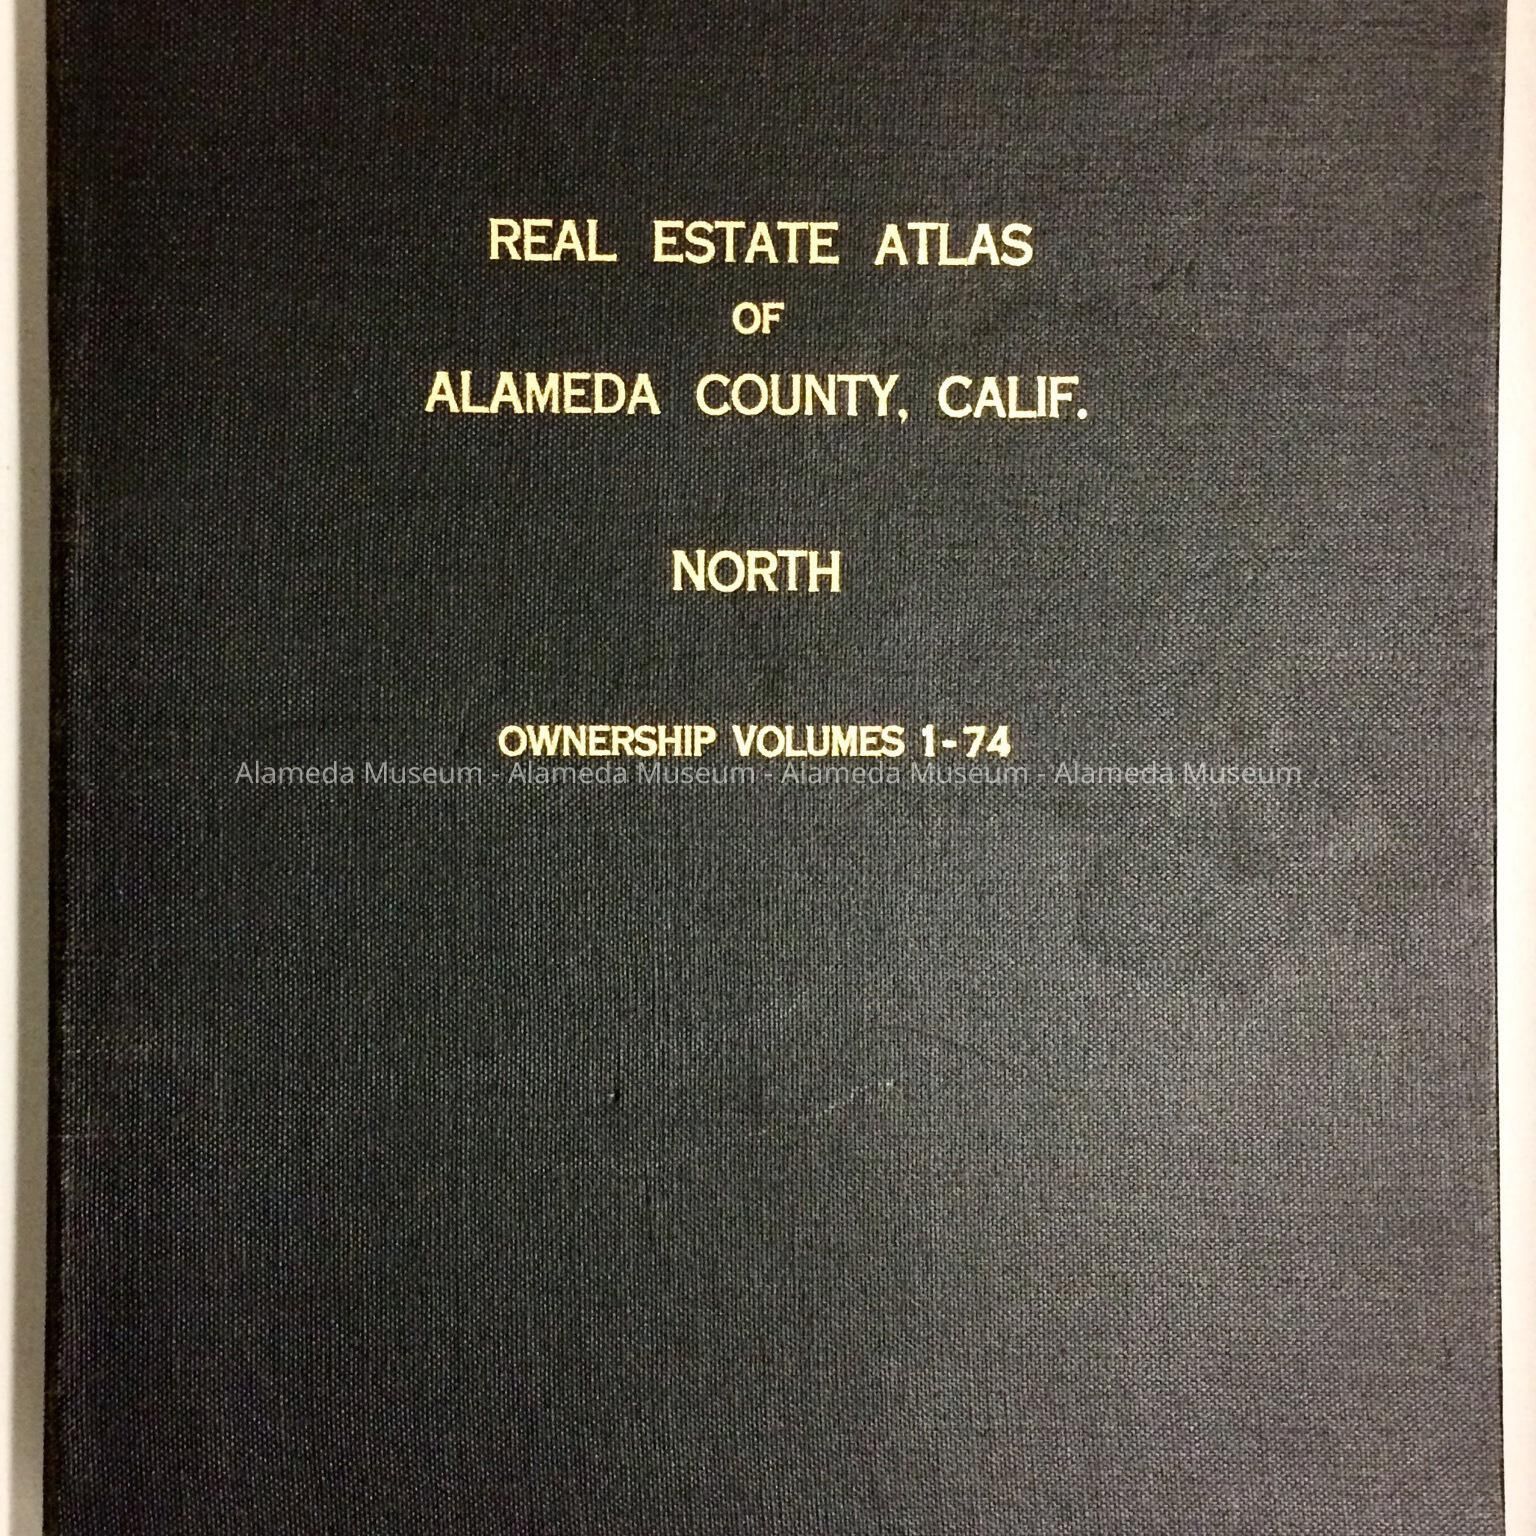 REAL ESTATE ATLAS
OF
ALAMEDA COUNTY, CALIF.
NORTH
OWNERSHIP VOLUMES 1-74
Alameda Museum - Alameda Museum - Alameda Museum - Alameda Museum